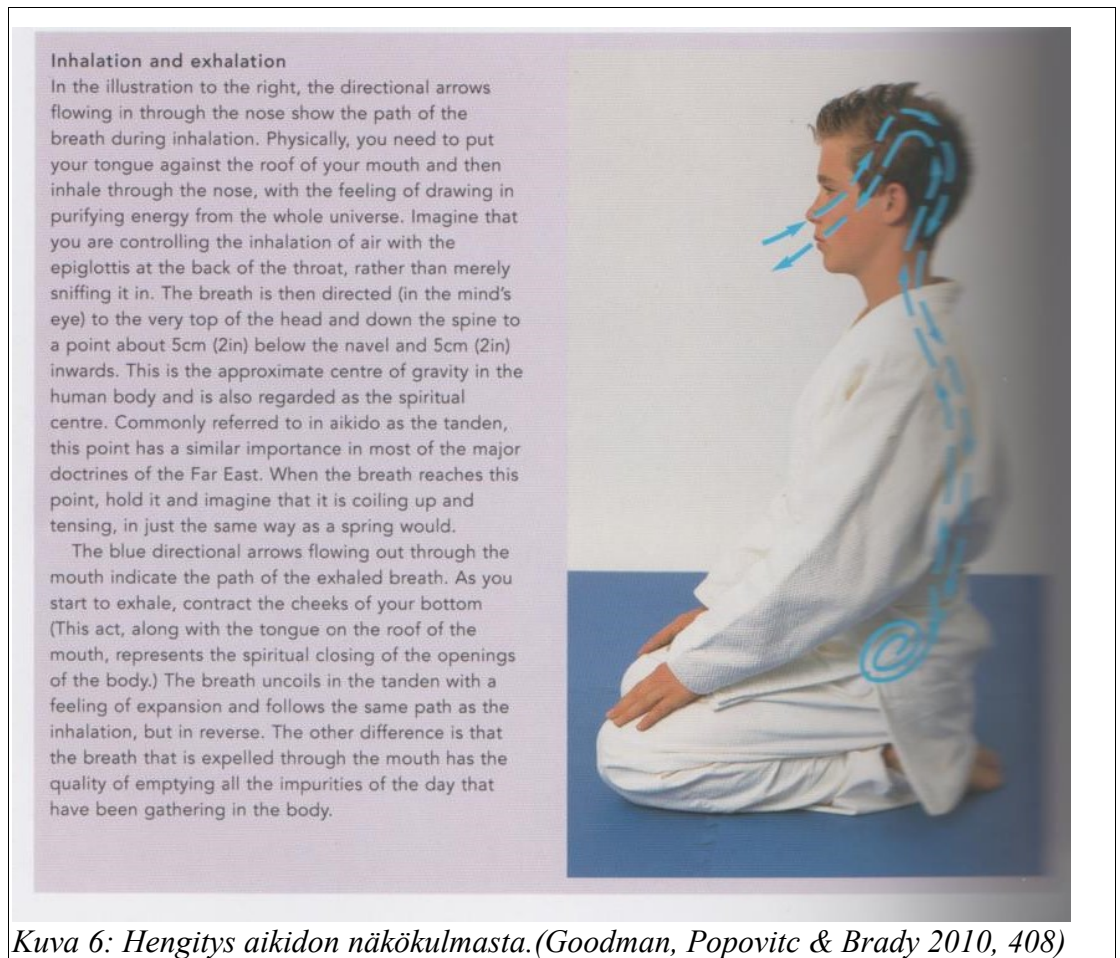 Inhalation and exhalation
In the illustration to the right, the directional arrows
flowing in through the nose show the path of the
breath during inhalation. Physically, you need to put
your tongue against the roof of your mouth and then
inhale through the nose, with the feeling of drawing in
purifying energy from the whole universe. Imagine that
you are controlling the inhalation of air with the
epiglottis at the back of the throat, rather than merely
sniffing it in. The breath is then directed (in the mind's
eye) to the very top of the head and down the spine to
a point about 5cm (2in) below the navel and 5cm (2in)
inwards. This is the approximate centre of gravity in the
human body and is also regarded as the spiritual
centre. Commonly referred to in aikido as the tanden,
this point has a similar importance in most of the major
doctrines of the Far East. When the breath reaches this
point, hold it and imagine that it is coiling up and
tensing, in just the same way as a spring would.
The blue directional arrows flowing out through the
mouth indicate the path of the exhaled breath. As you
start to exhale, contract the cheeks of your bottom
(This act, along with the tongue on the roof of the
mouth, represents the spiritual closing of the openings
of the body.) The breath uncoils in the tanden with a
feeling of expansion and follows the same path as the
inhalation, but in reverse. The other difference is that
the breath that is expelled through the mouth has the
quality of emptying all the impurities of the day that
have been gathering in the body.
Kuva 6: Hengitys aikidon näkökulmasta.(Goodman, Popovitc & Brady 2010, 408)